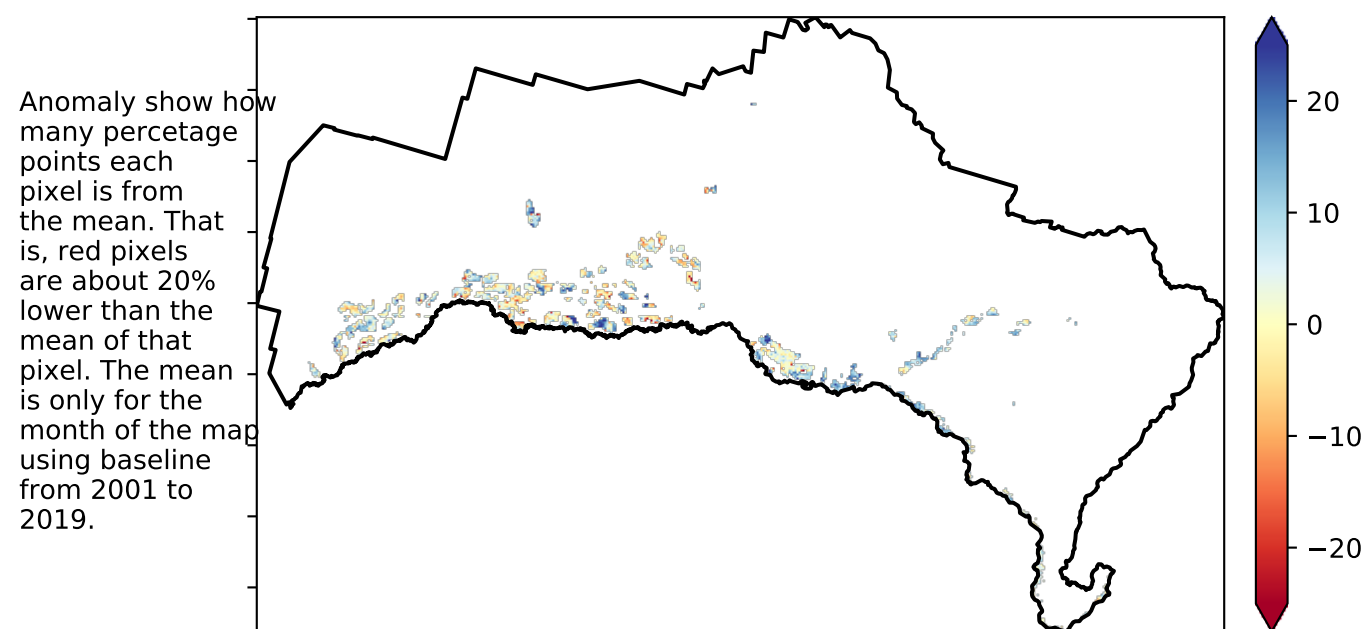 Anomaly show how
many percetage
points each
pixel is from
the mean. That
is, red pixels
are about 20%
lower than the
mean of that
pixel. The mean
is only for the
month of the map
using baseline
from 2001 to
2019.
20
10
0
−10
−20